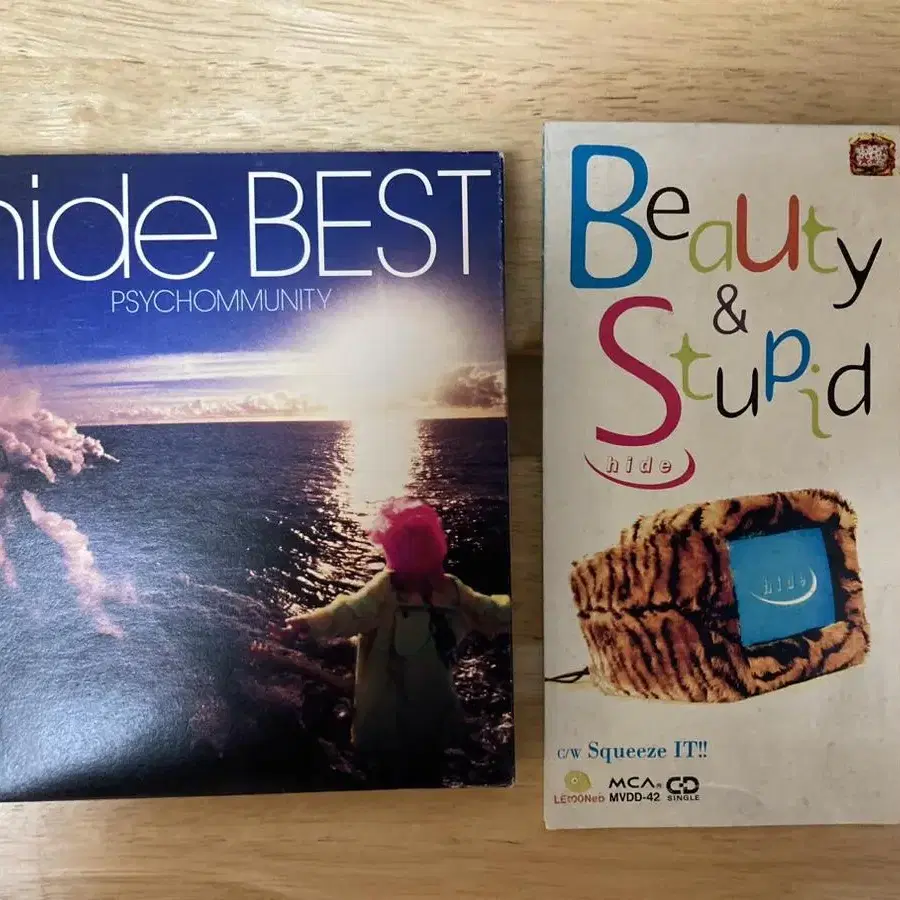 hide BEST
PSYCHOMMUNITY
Beauty
&
Stupid
hide
hide
C/W Squeeze IT!!
LEMONeD
MCA®
MVDD-42
CD
SINGLE